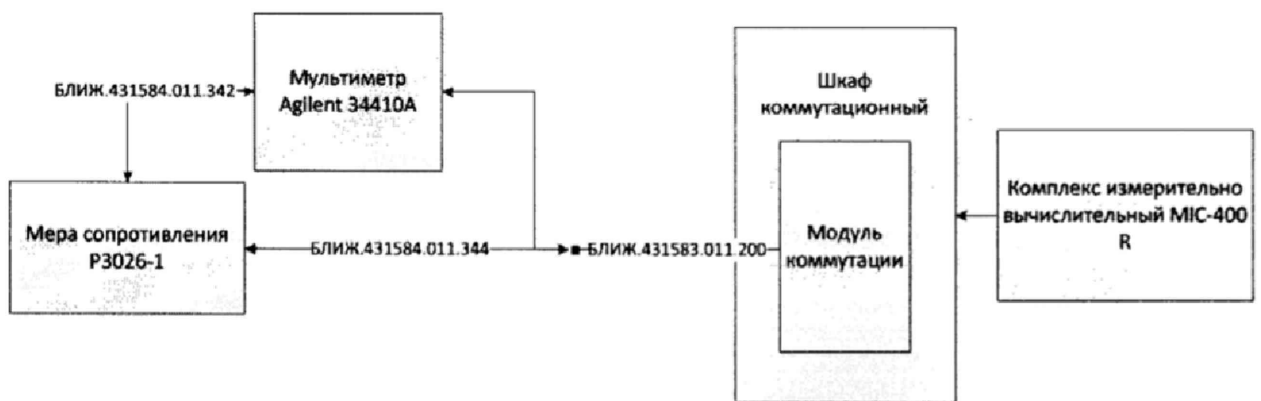 БЛИЖ.431584.011.342
Мультиметр
Agilent 34410A
Шкаф
коммутационный
Мера сопротивления
Р3026-1
БЛИЖ.431584.011.344
БЛИЖ.431583.011.200
Модуль
коммутации
Комплекс измерительно
вычислительный MIC-400
R